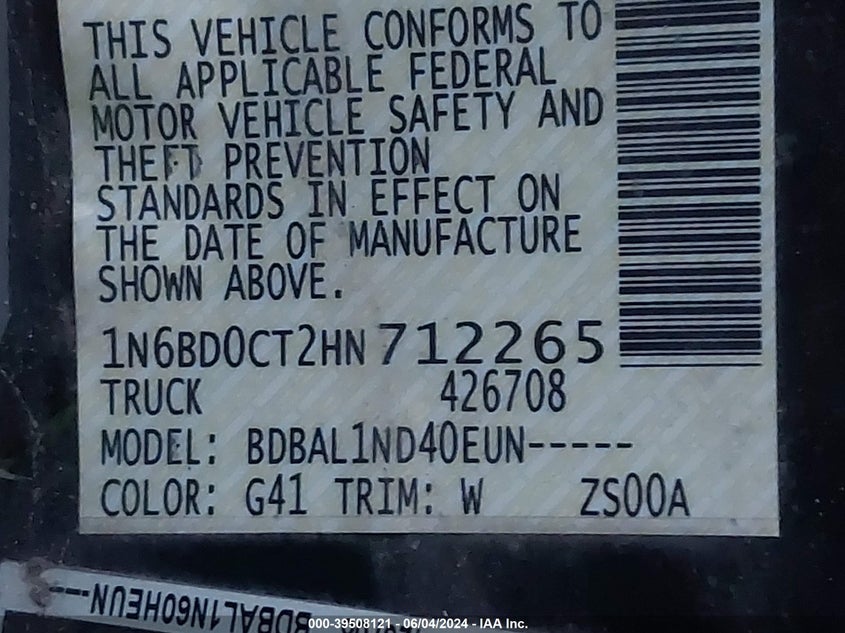 THIS VEHICLE CONFORMS TO
ALL APPLICABLE FEDERAL
MOTOR VEHICLE SAFETY AND
THEFT PREVENTION
STANDARDS IN EFFECT ON
THE DATE OF MANUFACTURE
SHOWN ABOVE.
1N6BD0CT2HN712265
TRUCK 426708
MODEL: BDBAL1ND40EUN-----
COLOR: G41 TRIM: W ZS00A
BDBAL1N60HEUN---
000-39508121 - 06/04/2024 - IAA Inc.